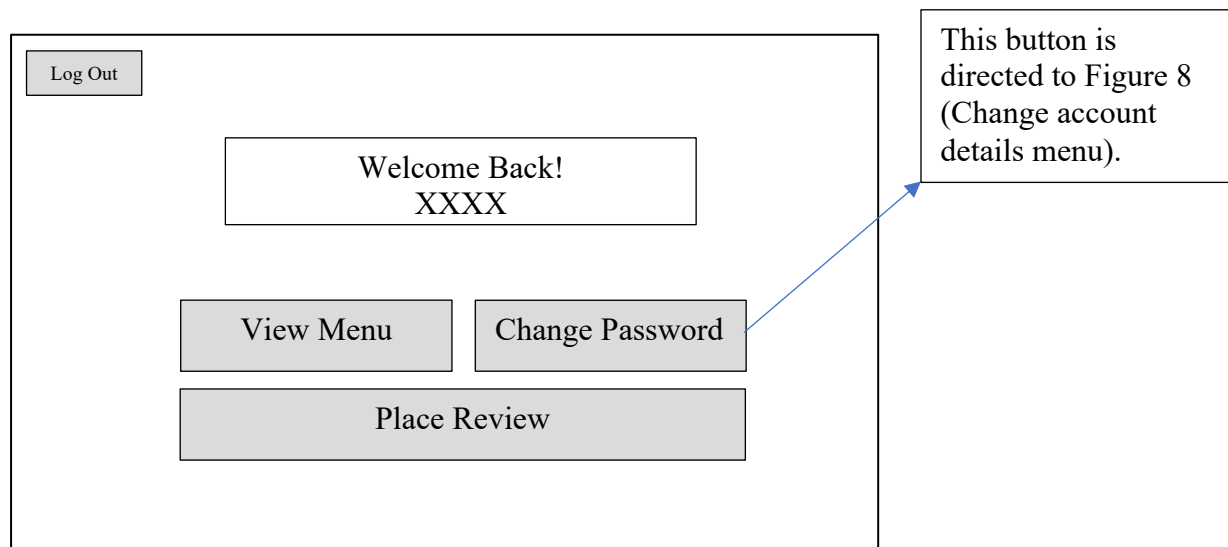 This button is
directed to Figure 8
(Change account
details menu).
Log Out
Welcome Back!
XXXX
View Menu
Change Password
Place Review